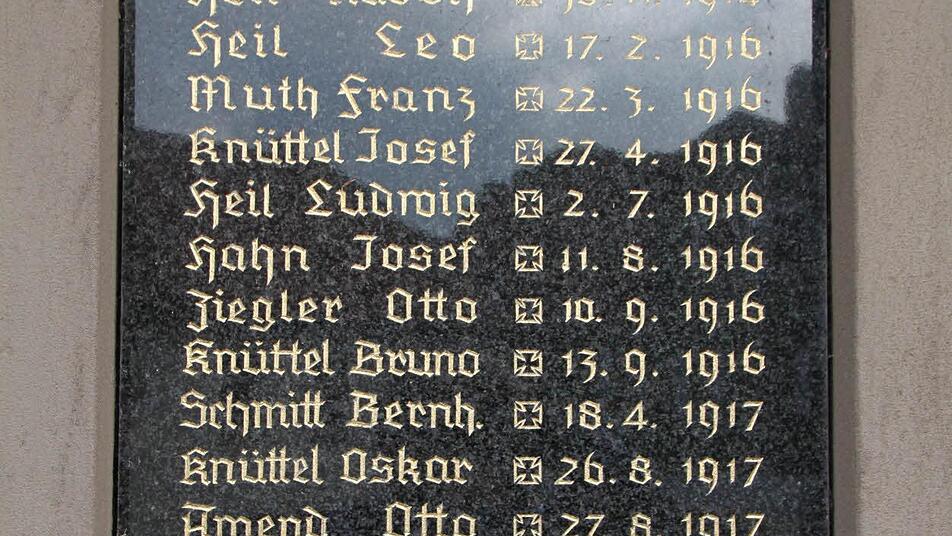 Heil Ludwig ✠
Heil Leo ✠ 17. 2. 1916
Muth Franz ✠ 22. 3. 1916
Knüttel Josef ✠ 27. 4. 1916
Heil Ludwig ✠ 2. 7. 1916
Hahn Josef ✠ 11. 8. 1916
Ziegler Otto ✠ 10. 9. 1916
Knüttel Bruno ✠ 13. 9. 1916
Schmitt Bernh. ✠ 18. 4. 1917
Knüttel Oskar ✠ 26. 8. 1917
Amend Otto ✠ 27. 8. 1917